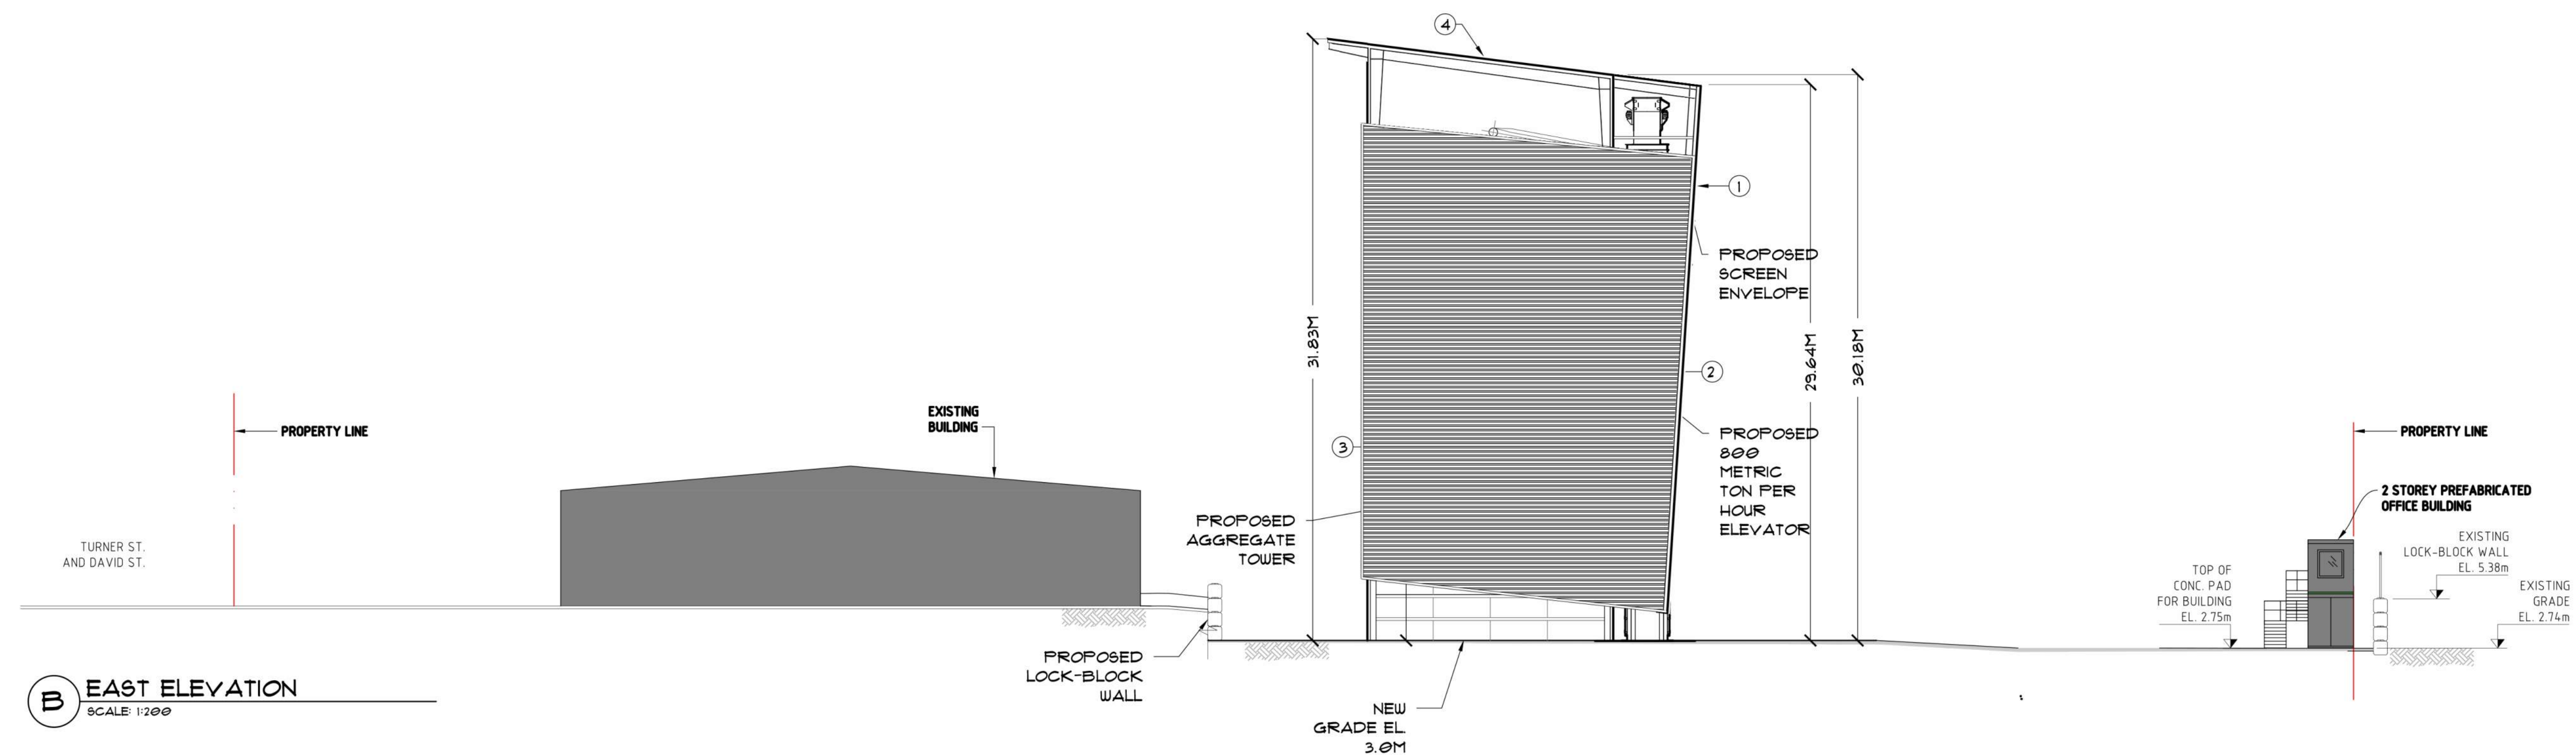 4
1
PROPOSED
SCREEN
ENVELOPE
31.83M
29.64M
30.18M
2
3
PROPOSED
800
METRIC
TON PER
HOUR
ELEVATOR
PROPOSED
AGGREGATE
TOWER
PROPERTY LINE
EXISTING
BUILDING
TURNER ST.
AND DAVID ST.
PROPERTY LINE
2 STOREY PREFABRICATED
OFFICE BUILDING
EXISTING
LOCK-BLOCK WALL
EL. 5.38m
EXISTING
GRADE
EL. 2.74m
TOP OF
CONC. PAD
FOR BUILDING
EL. 2.75m
PROPOSED
LOCK-BLOCK
WALL
NEW
GRADE EL.
3.0M
B
EAST ELEVATION
SCALE: 1:200